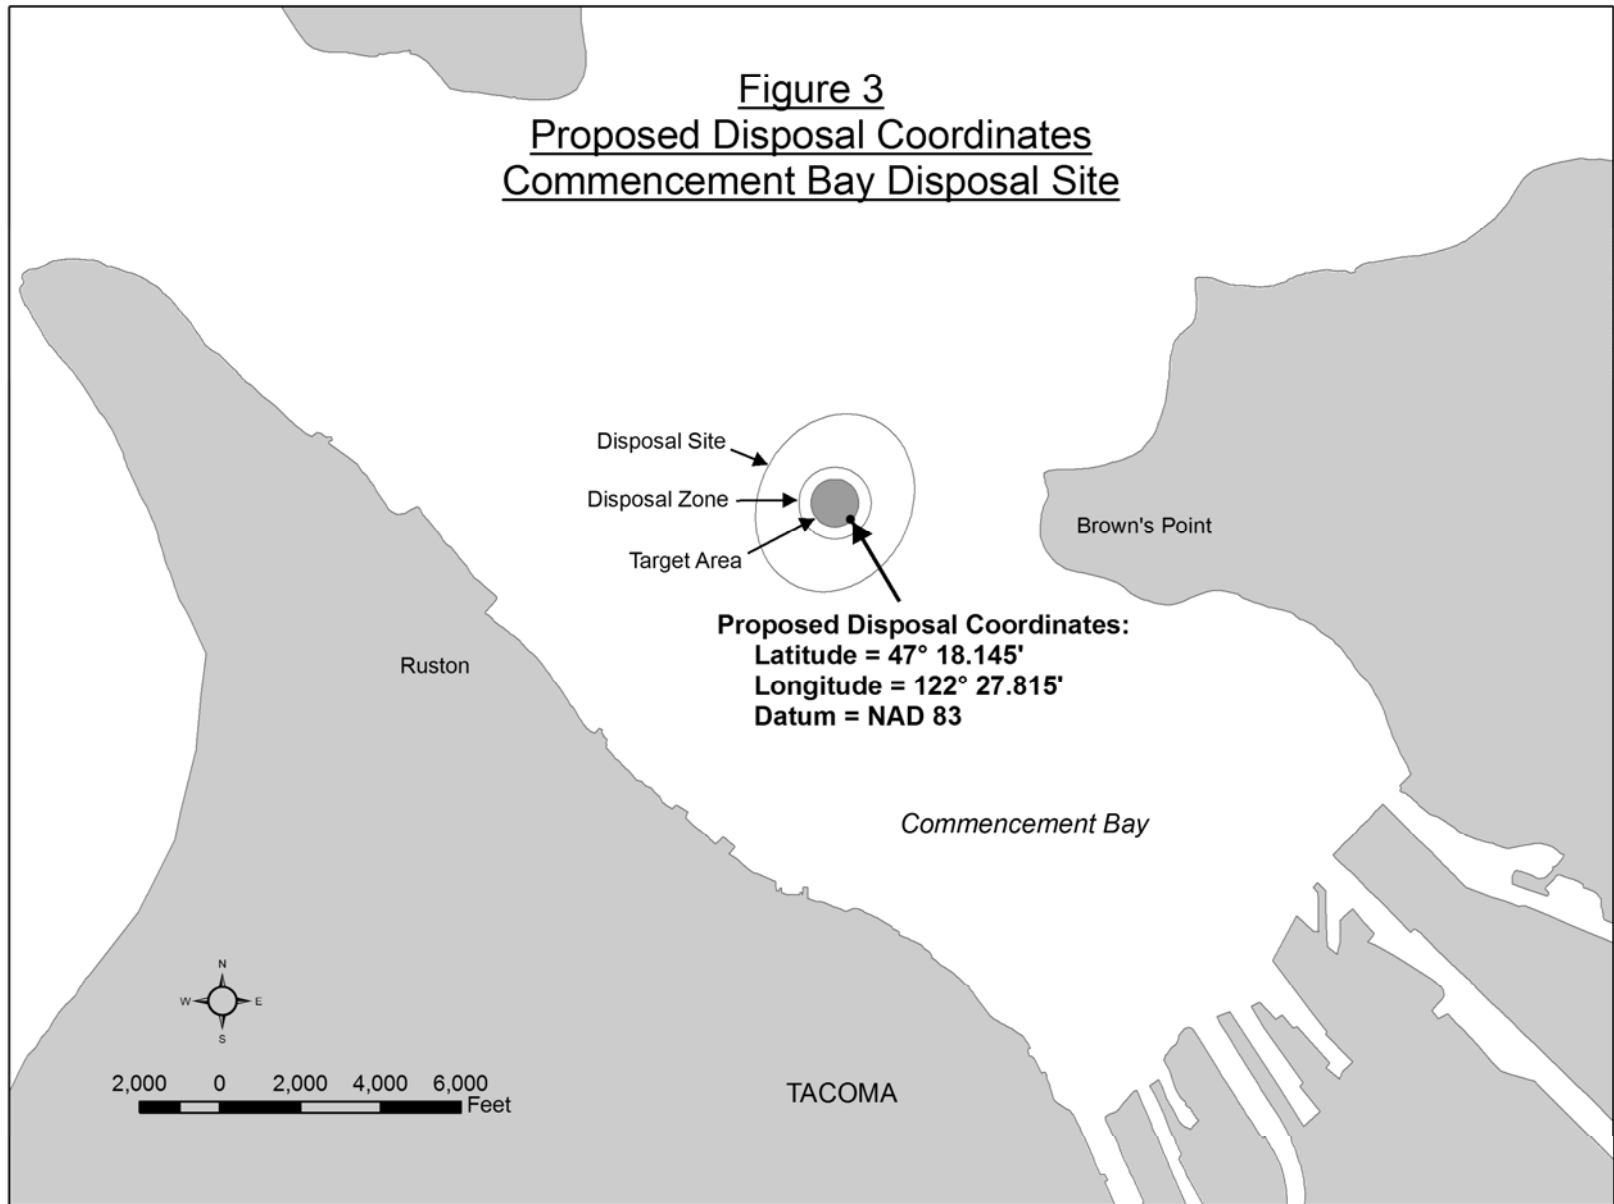 Figure 3
Proposed Disposal Coordinates
Commencement Bay Disposal Site
Disposal Site
Disposal Zone
Target Area
Brown's Point
Proposed Disposal Coordinates:
Latitude = 47° 18.145'
Longitude = 122° 27.815'
Datum = NAD 83
Ruston
Commencement Bay
N
W E
S
2,000 0 2,000 4,000 6,000
Feet
TACOMA